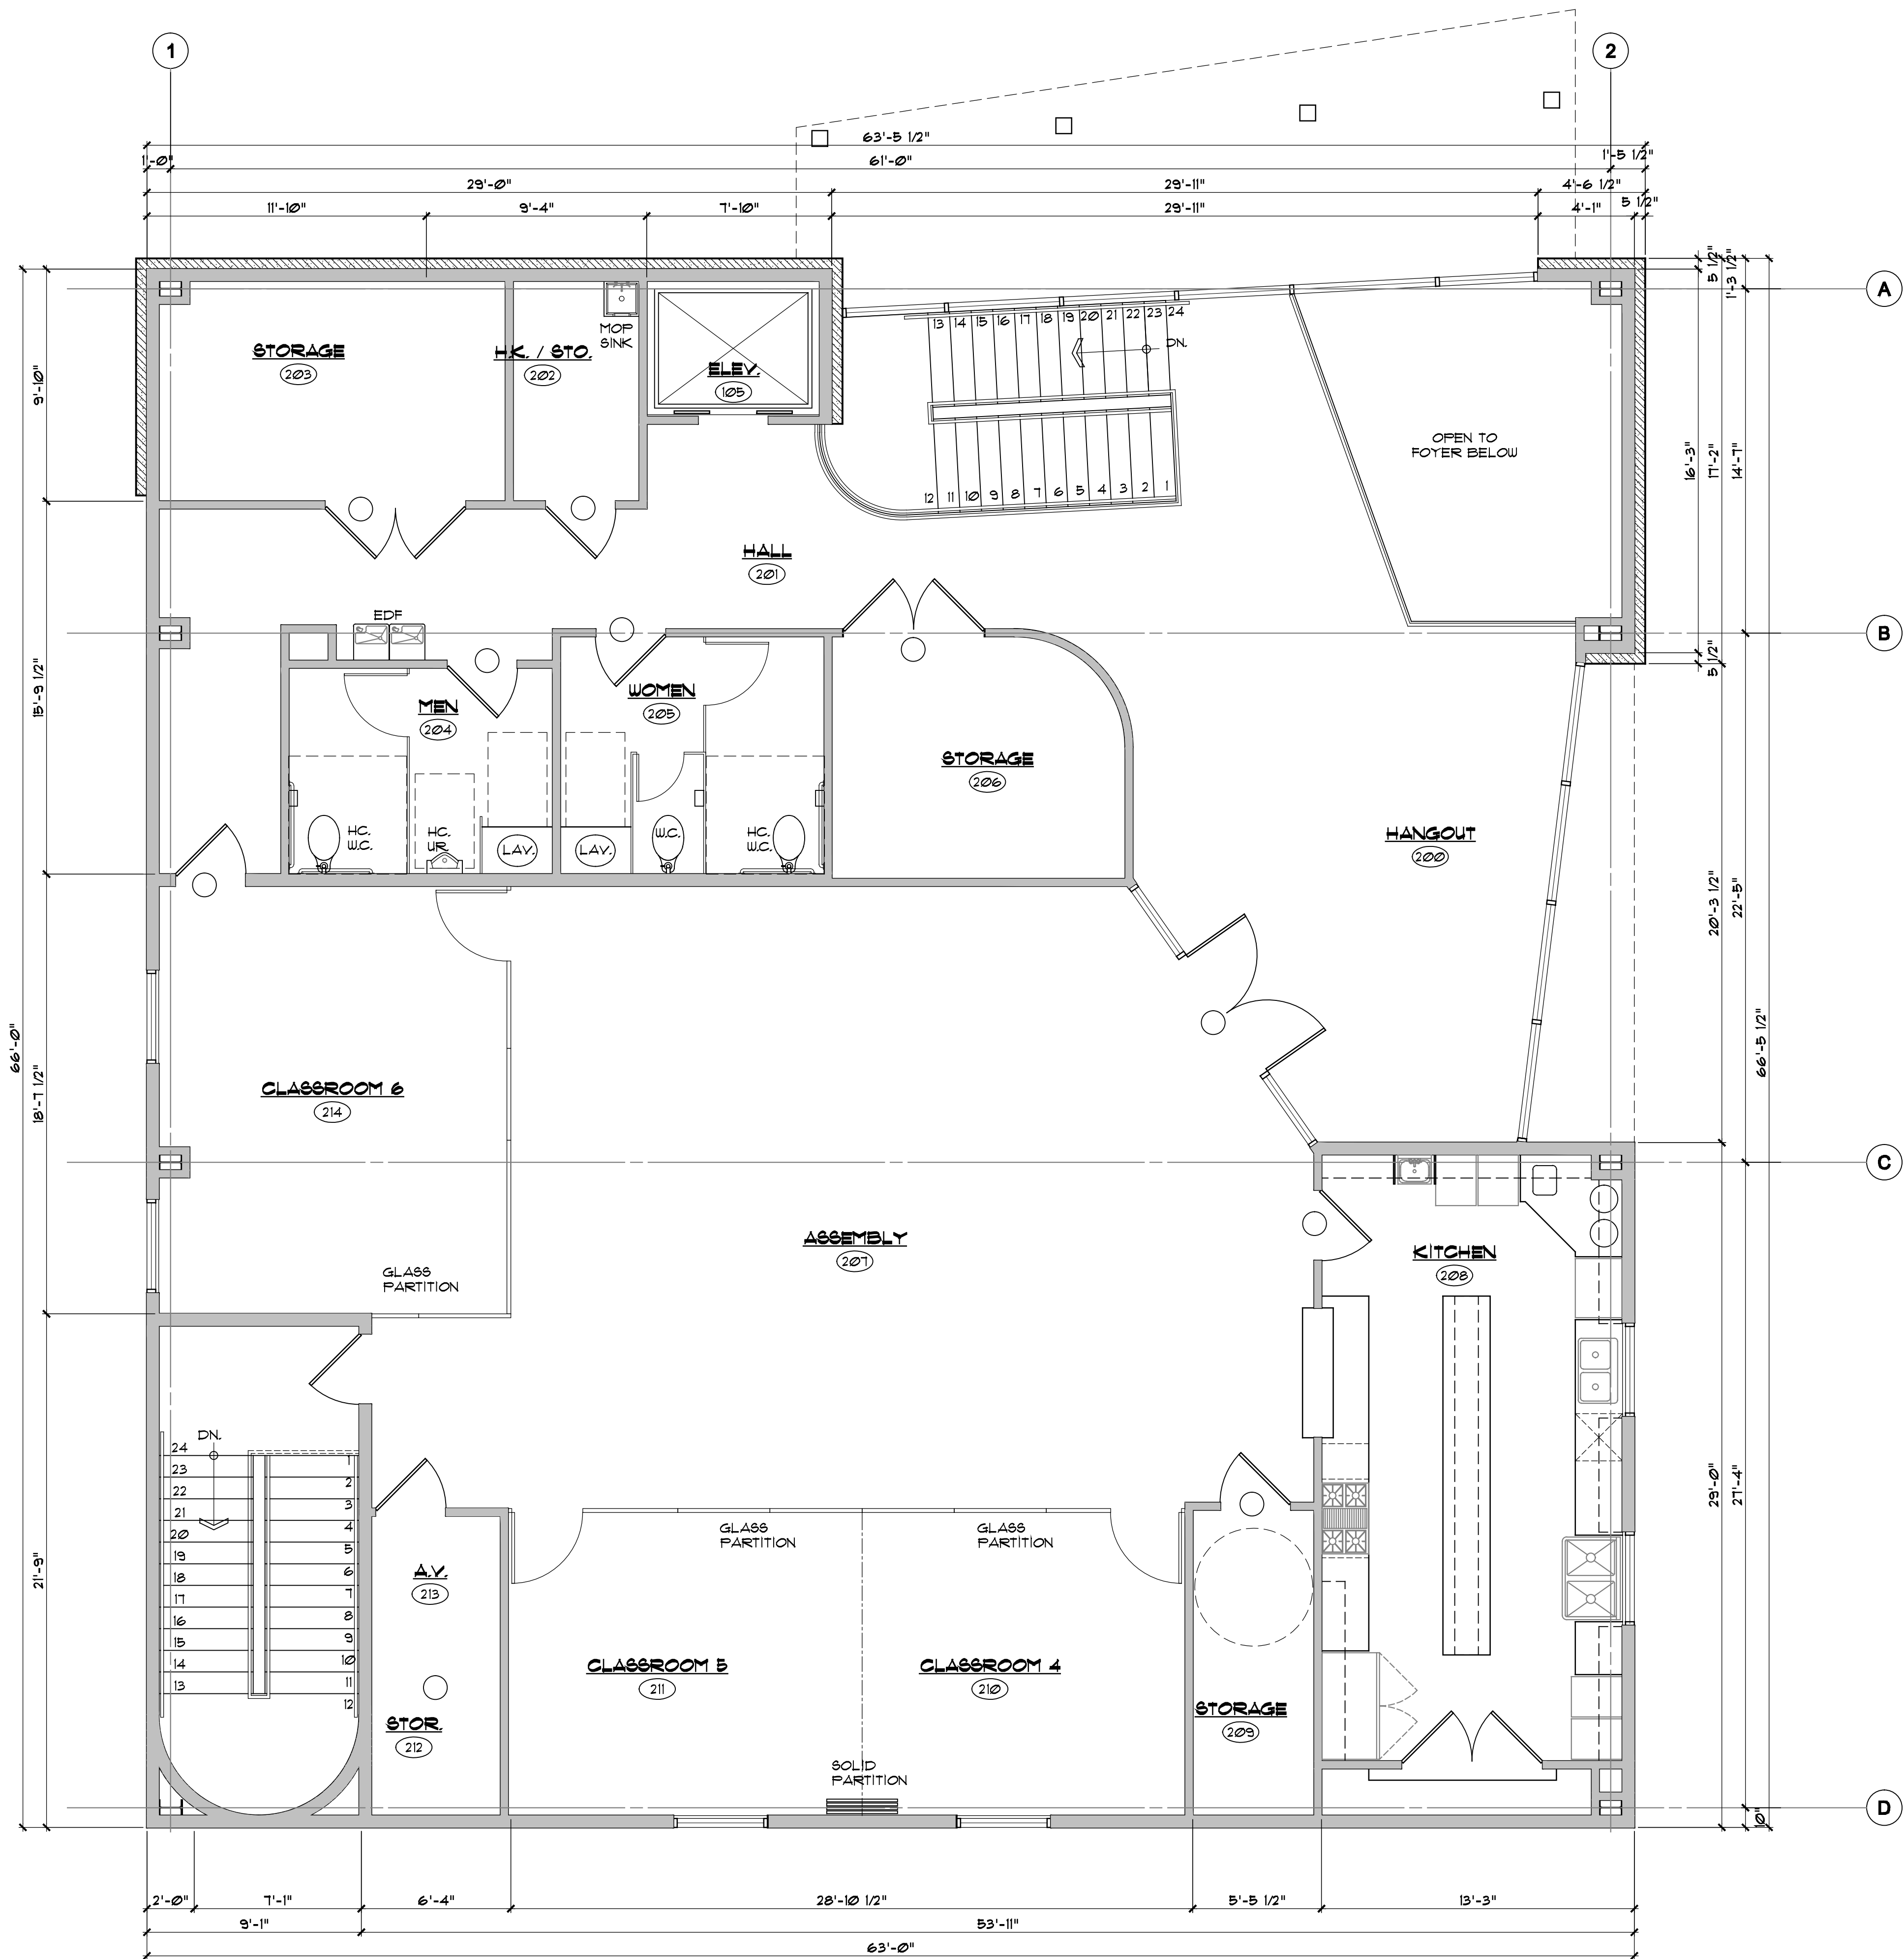 1
2
63'-5 1/2"
1'-0"
61'-0"
1'-5 1/2"
29'-0"
29'-11"
4'-6 1/2"
11'-10"
9'-4"
7'-10"
29'-11"
4'-1"
5 1/2"
5 1/2"
1'-3 1/2"
A
MOP
SINK
STORAGE
203
H.K. / STO.
202
ELEV.
105
13 14 15 16 17 18 19 20 21 22 23 24
DN.
9'-10"
OPEN TO
FOYER BELOW
16'-3"
17'-2"
14'-7"
12 11 10 9 8 7 6 5 4 3 2 1
HALL
201
EDF
B
5 1/2"
15'-9 1/2"
MEN
204
WOMEN
205
STORAGE
206
HC.
W.C.
HC.
UR.
LAV.
LAV.
W.C.
HC.
W.C.
HANGOUT
200
20'-3 1/2"
22'-5"
66'-0"
18'-7 1/2"
66'-5 1/2"
CLASSROOM 6
214
C
ASSEMBLY
207
KITCHEN
208
GLASS
PARTITION
DN.
24
23
22
21
20
19
18
17
16
15
14
13
1
2
3
4
5
6
7
8
9
10
11
12
21'-9"
29'-0"
27'-4"
GLASS
PARTITION
GLASS
PARTITION
A.V.
213
CLASSROOM 5
211
CLASSROOM 4
210
STOR.
212
STORAGE
209
SOLID
PARTITION
D
10"
2'-0"
7'-1"
6'-4"
28'-10 1/2"
5'-5 1/2"
13'-3"
9'-1"
53'-11"
63'-0"